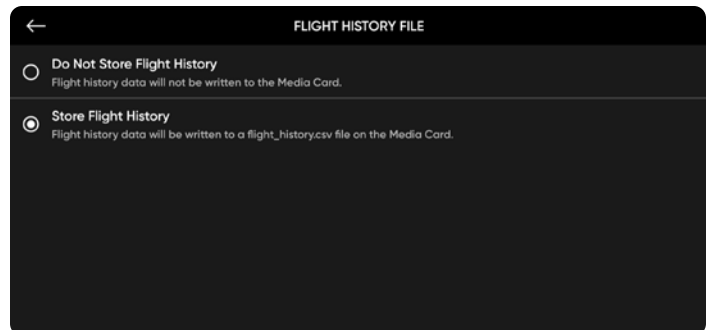 FLIGHT HISTORY FILE
Do Not Store Flight History
Flight history data will not be written to the Media Card.
Store Flight History
Flight history data will be written to a flight_history.csv file on the Media Card.